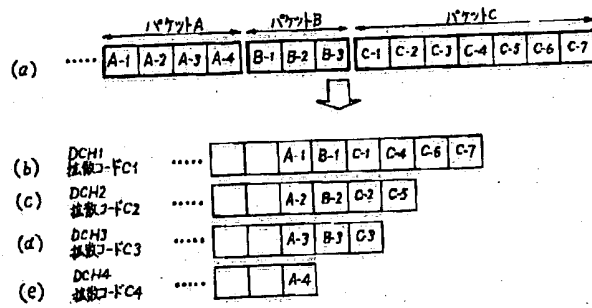 パケットA パケットB パケットC
(a) ..... A-1 A-2 A-3 A-4 B-1 B-2 B-3 C-1 C-2 C-3 C-4 C-5 C-6 C-7
(b) DCH1 ..... A-1 B-1 C-1 C-4 C-6 C-7
拡散コードC1
(c) DCH2 ..... A-2 B-2 C-2 C-5
拡散コードC2
(d) DCH3 ..... A-3 B-3 C-3
拡散コードC3
(e) DCH4 ..... A-4
拡散コードC4